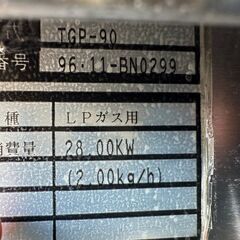 TGP-90
番号 96.11-BN0299
種 LPガス用
消費量 28.00KW
(2.00kg/h)